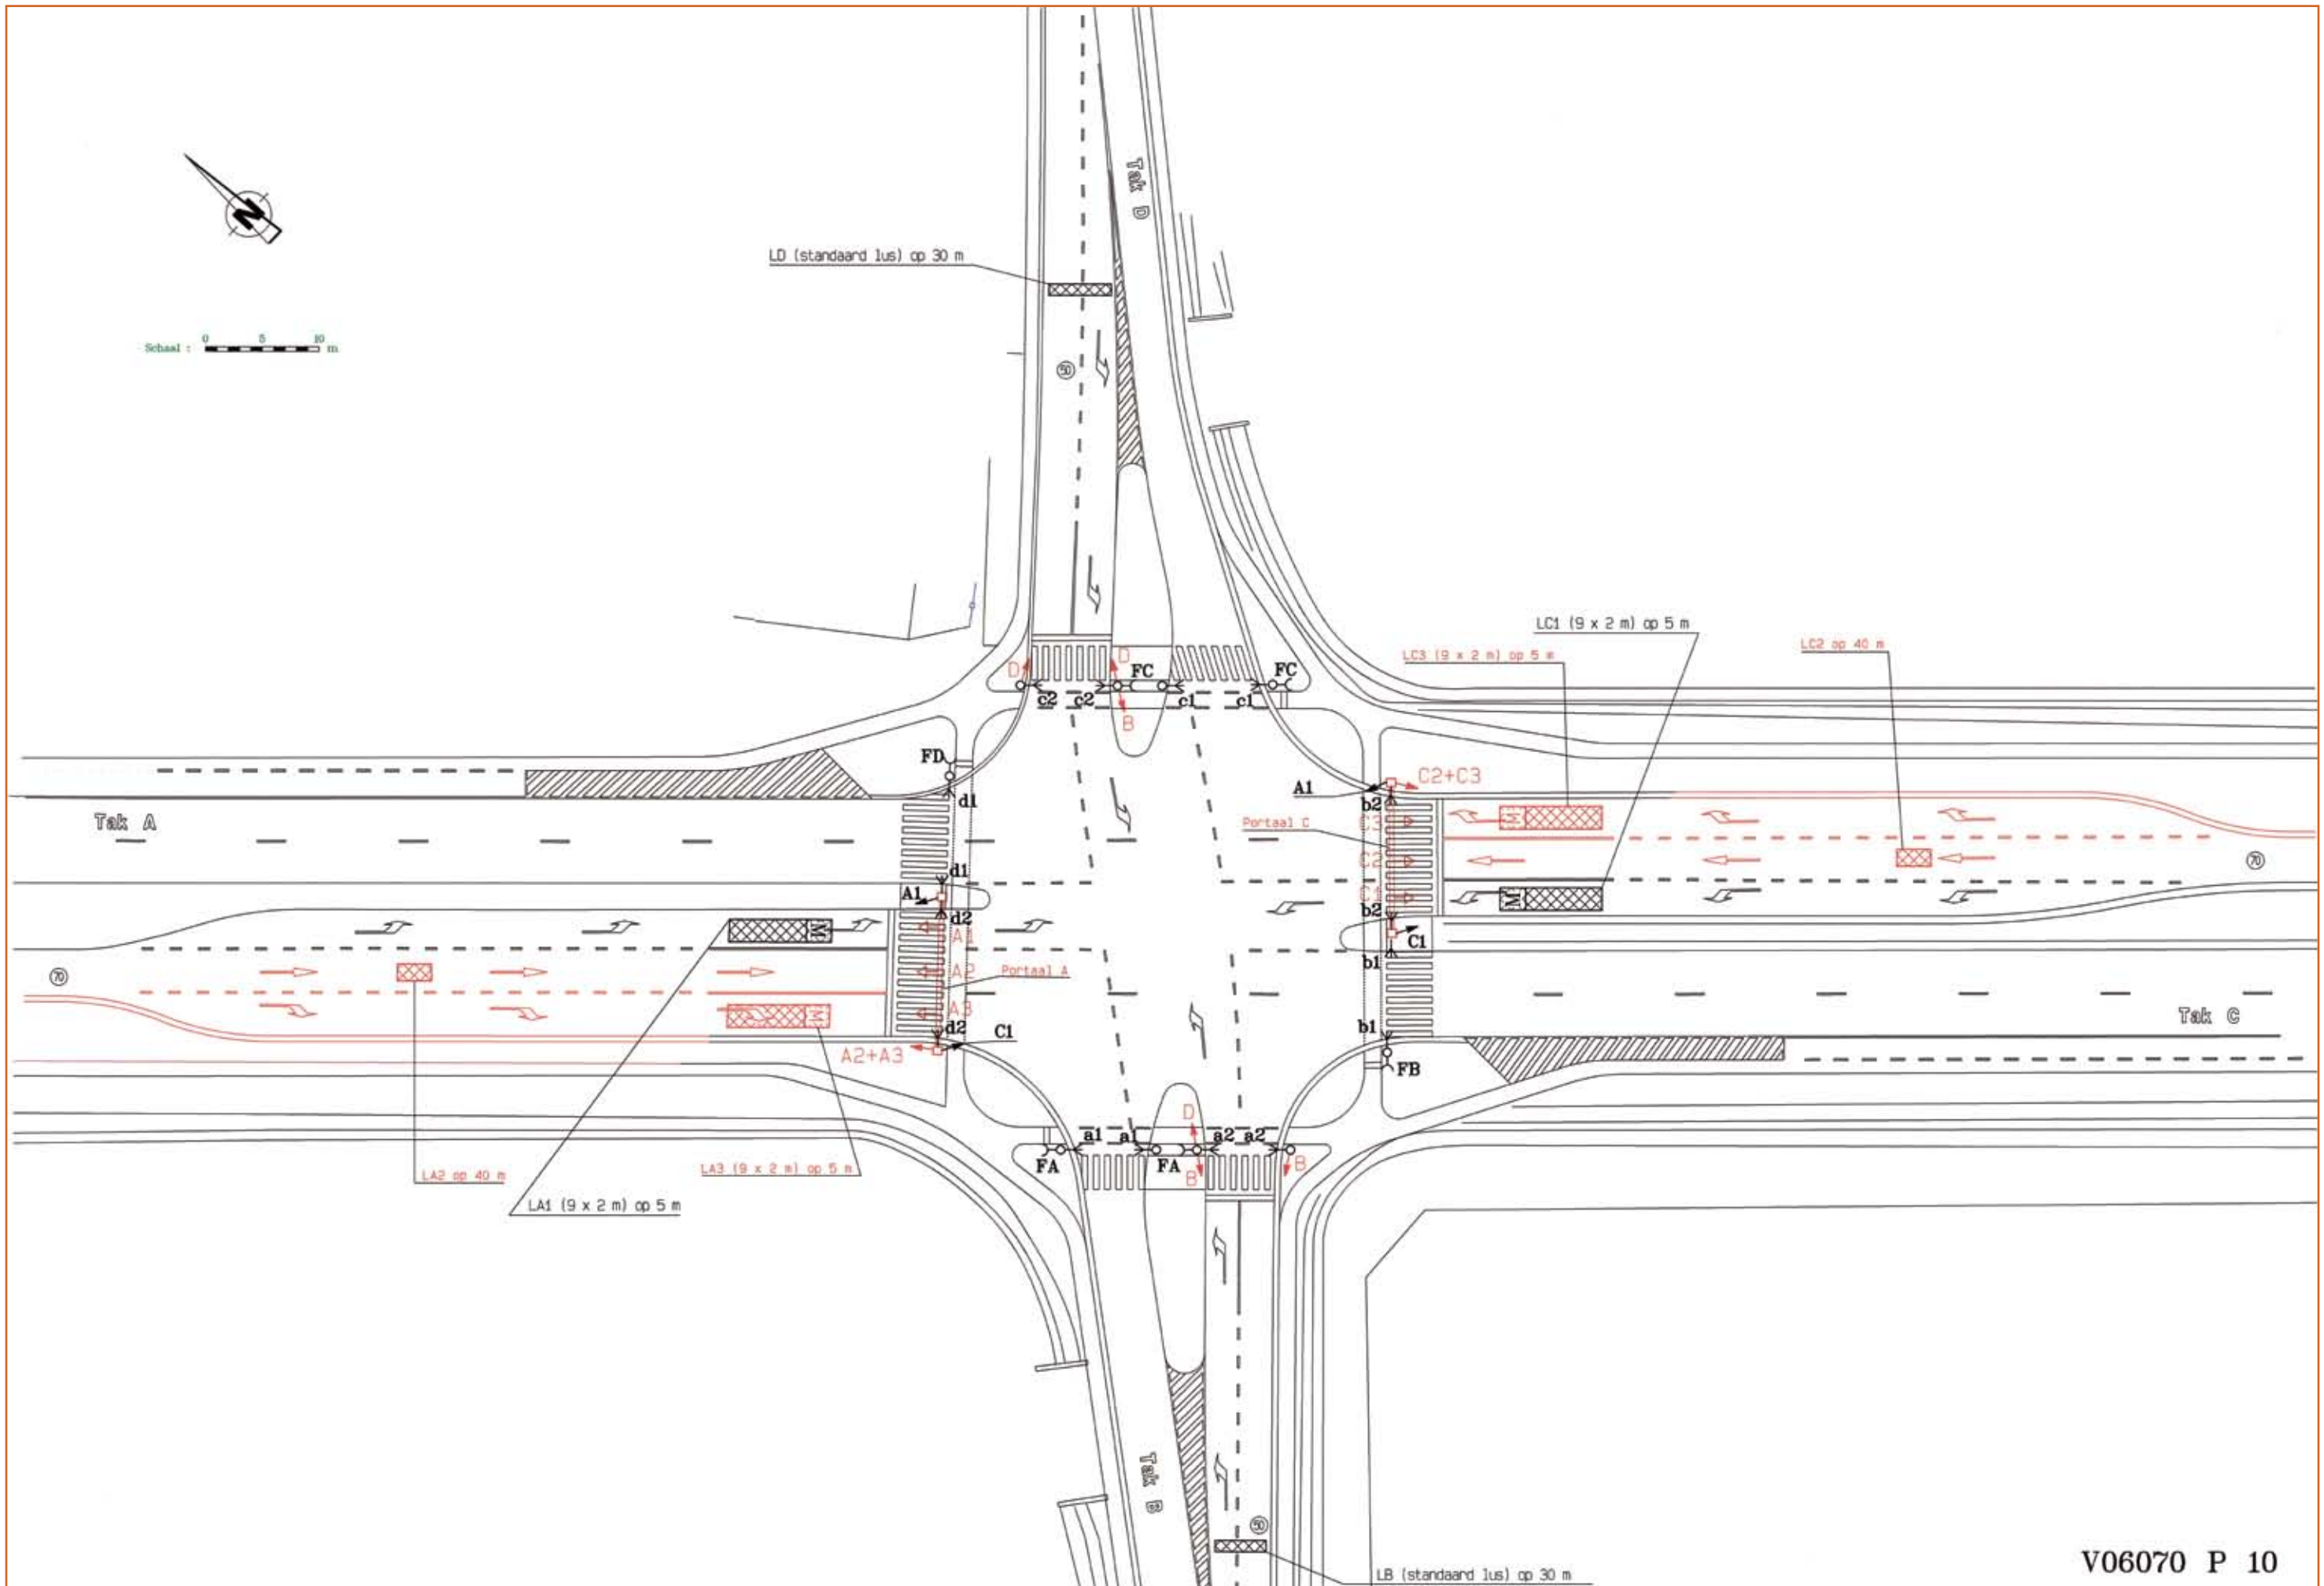 Tak D
N
LD (standaard lus) op 30 m
Schaal : 0 5 10 m
50
LC1 (9 x 2 m) op 5 m
LC3 (9 x 2 m) op 5 m
LC2 op 40 m
D
D
FC
FC
c2 c2 c1 c1
B
FD
d1
A1
C2+C3
b2
M
Tak A
Portaal C
C3
C2
70
d1
A1
C1
M
M
d2
b2
A1
C1
b1
70
A2
Portaal A
A3
M
d2
C1
b1
Tak C
A2+A3
FB
D
a1 a1 a2 a2
FA
FA
B
B
LA2 op 40 m
LA3 (9 x 2 m) op 5 m
LA1 (9 x 2 m) op 5 m
Tak B
50
LB (standaard lus) op 30 m
V06070 P 10